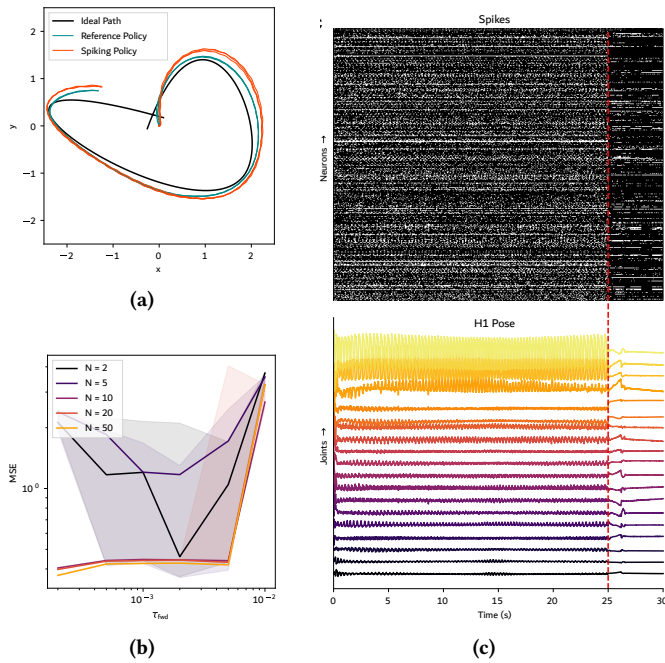 Ideal Path
Reference Policy
Spiking Policy
2
1
0
−1
−2
y
−2
−1
0
1
2
x
(a)
N = 2
N = 5
N = 10
N = 20
N = 50
MSE
10⁰
10⁻³
10⁻²
τfwd
(b)
Spikes
Neurons →
H1 Pose
Joints →
0
5
10
15
20
25
30
Time (s)
(c)